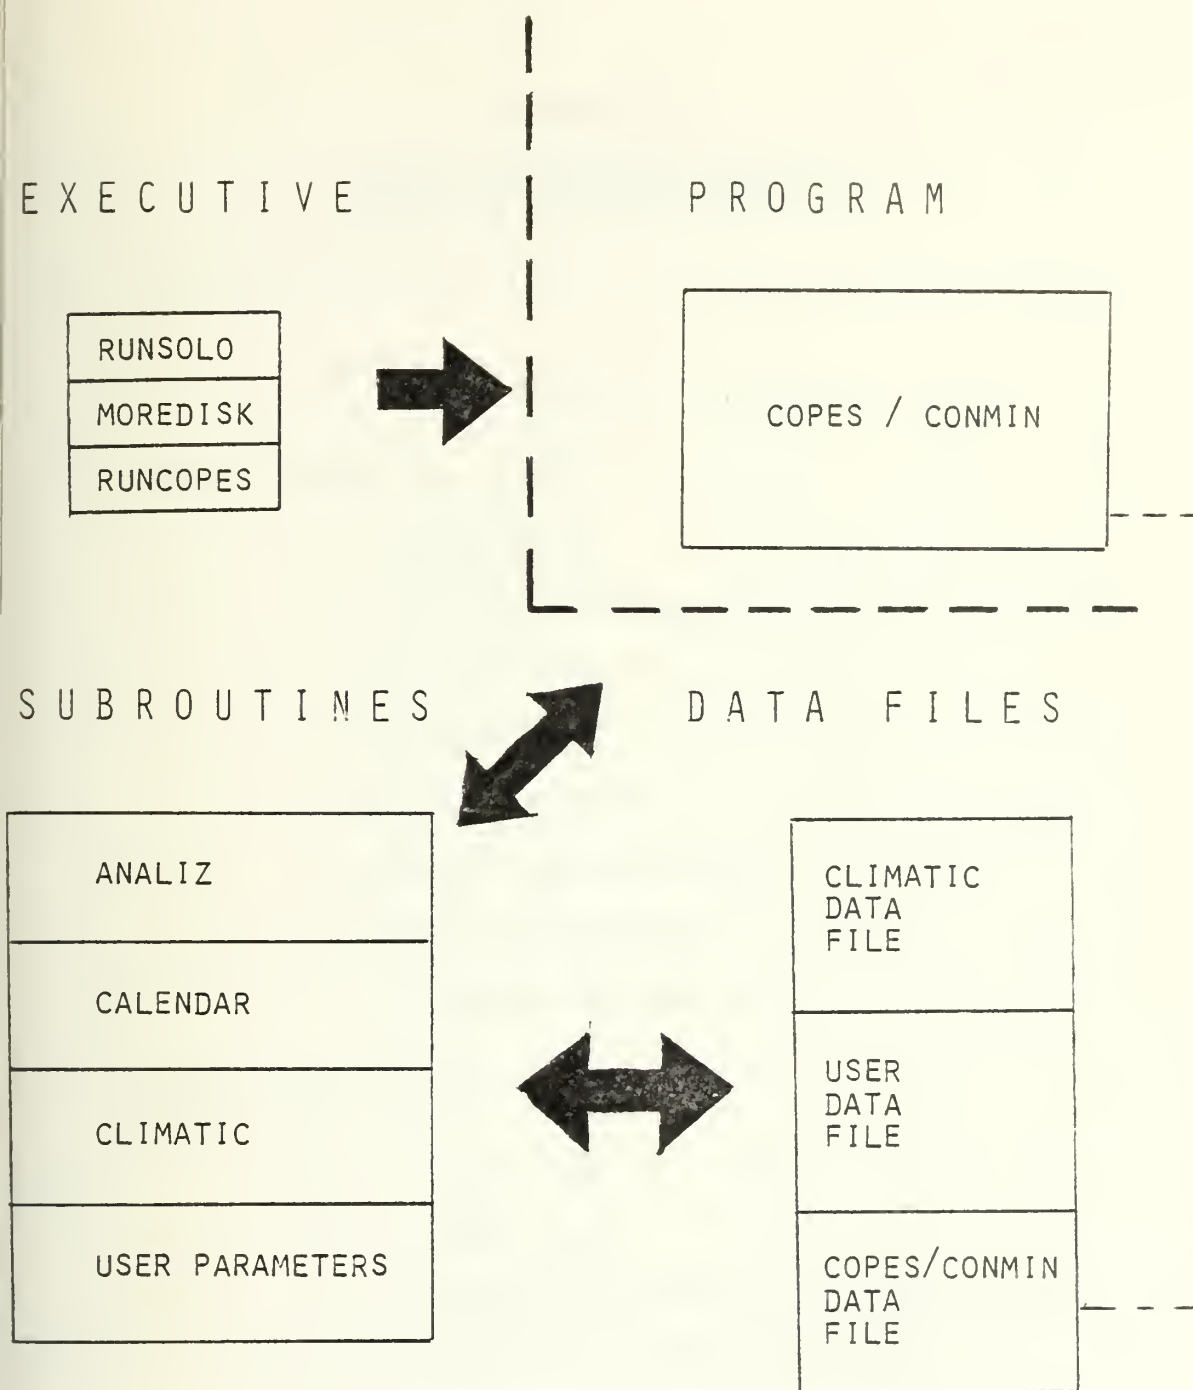 EXECUTIVE
PROGRAM
RUNSOLO
MOREDISK
RUNCOPES
COPES / CONMIN
SUBROUTINES
DATA FILES
ANALIZ
CALENDAR
CLIMATIC
USER PARAMETERS
CLIMATIC
DATA
FILE
USER
DATA
FILE
COPES/CONMIN
DATA
FILE